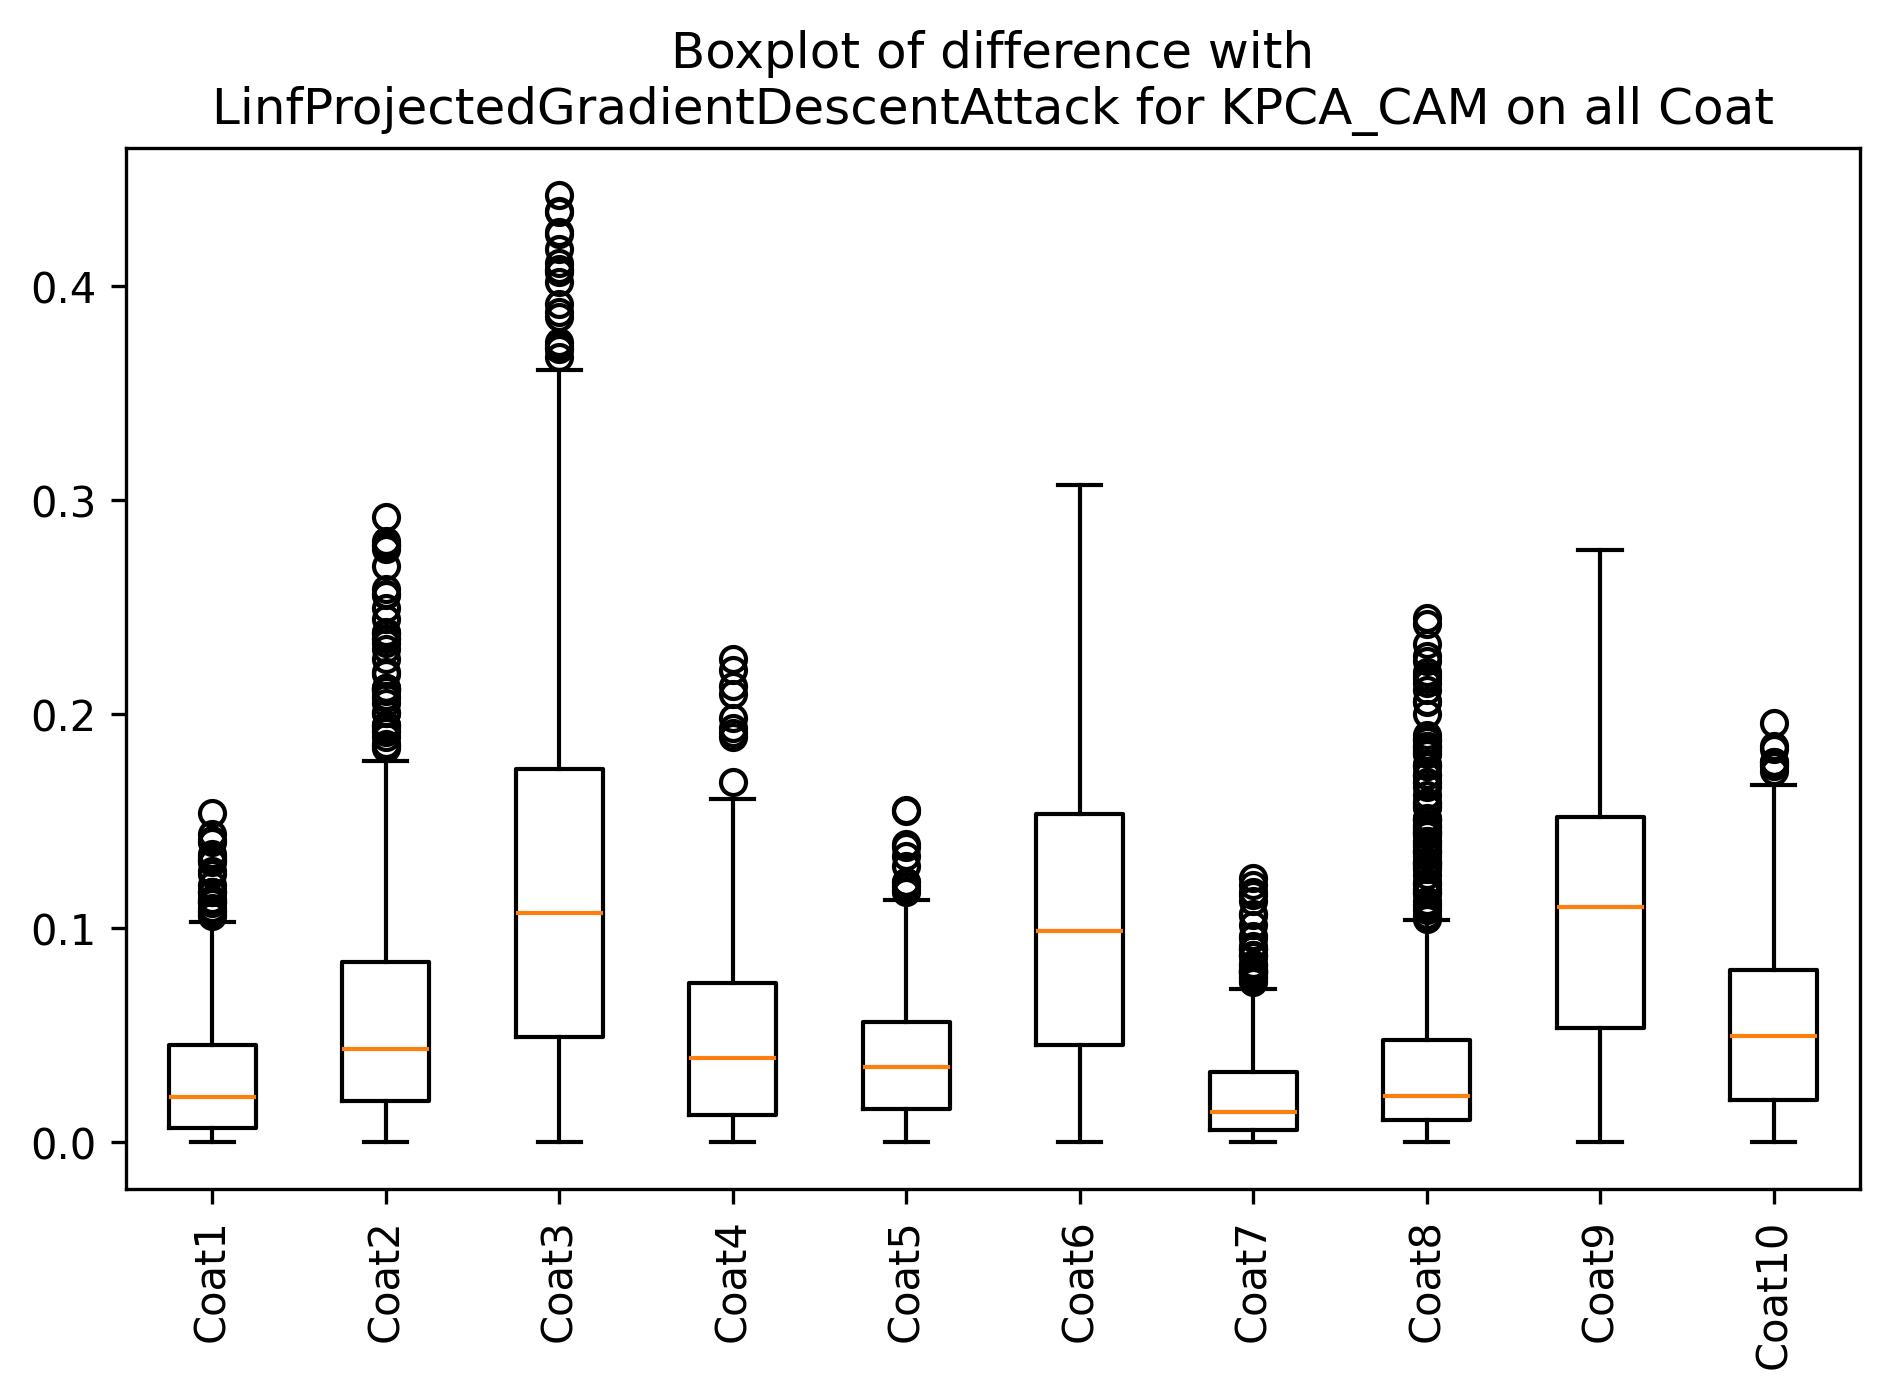 Boxplot of difference with
LinfProjectedGradientDescentAttack for KPCA_CAM on all Coat
0.4
0.3
0.2
0.1
0.0
Coat1
Coat2
Coat3
Coat4
Coat5
Coat6
Coat7
Coat8
Coat9
Coat10